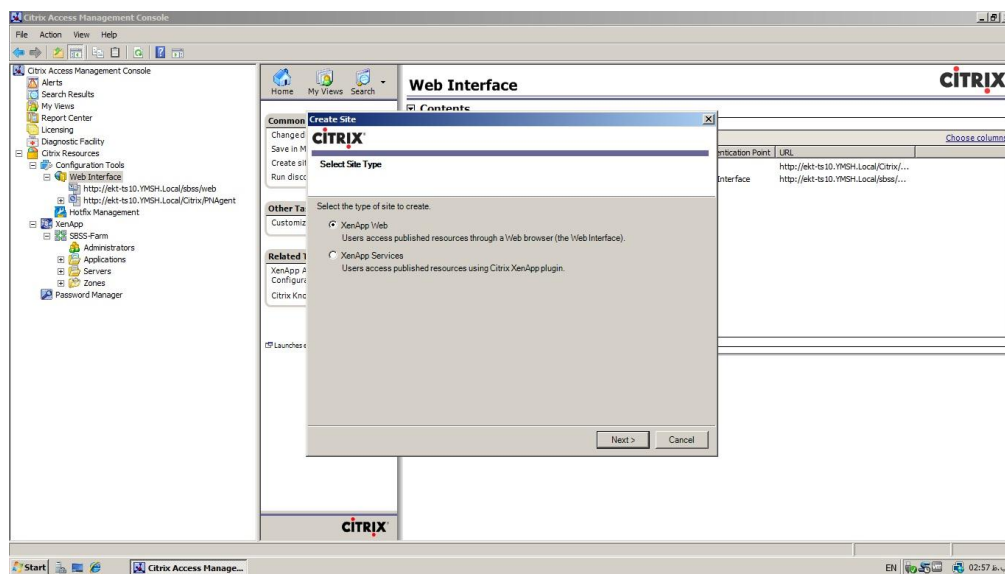 Citrix Access Management Console
File Action View Help
Citrix Access Management Console
Alerts
Search Results
My Views
Report Center
Licensing
Diagnostic Facility
Citrix Resources
Configuration Tools
Web Interface
http://ekt-ts10.YMSH.Local/sbss/web
http://ekt-ts10.YMSH.Local/Citrix/PNAgent
Hotfix Management
XenApp
SBSS-Farm
Administrators
Applications
Servers
Zones
Password Manager
Home My Views Search
Common
Changed
Save in M
Create sit
Run disc
Other Ta
Customiz
Related T
XenApp A
Configura
Citrix Kno
Launches e
CITRIX
Web Interface
CITRIX
Contents
Choose columns
entication Point URL
http://ekt-ts10.YMSH.Local/Citrix/...
Interface http://ekt-ts10.YMSH.Local/sbss/...
Create Site
CITRIX
Select Site Type
Select the type of site to create.
XenApp Web
Users access published resources through a Web browser (the Web Interface).
XenApp Services
Users access published resources using Citrix XenApp plugin.
Next > Cancel
Start Citrix Access Manage... EN 02:57